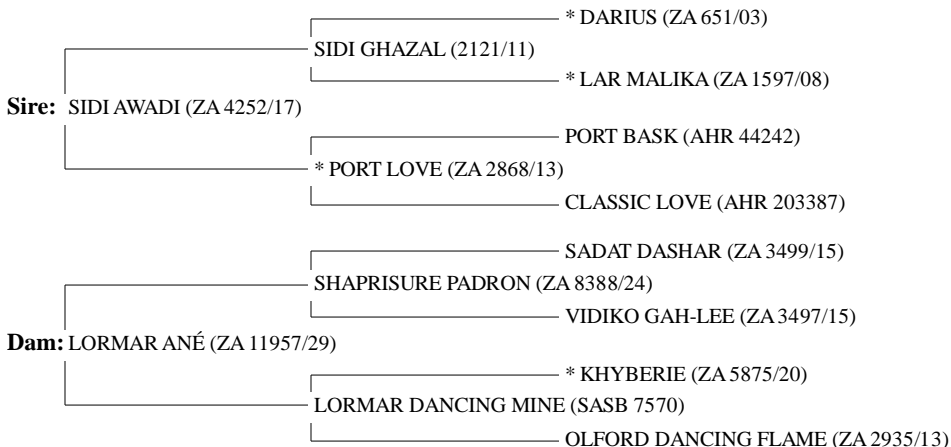 * DARIUS (ZA 651/03)
SIDI GHAZAL (2121/11)
* LAR MALIKA (ZA 1597/08)
Sire: SIDI AWADI (ZA 4252/17)
PORT BASK (AHR 44242)
* PORT LOVE (ZA 2868/13)
CLASSIC LOVE (AHR 203387)
SADAT DASHAR (ZA 3499/15)
SHAPRISURE PADRON (ZA 8388/24)
VIDIKO GAH-LEE (ZA 3497/15)
Dam: LORMAR ANÉ (ZA 11957/29)
* KHYBERIE (ZA 5875/20)
LORMAR DANCING MINE (SASB 7570)
OLFORD DANCING FLAME (ZA 2935/13)